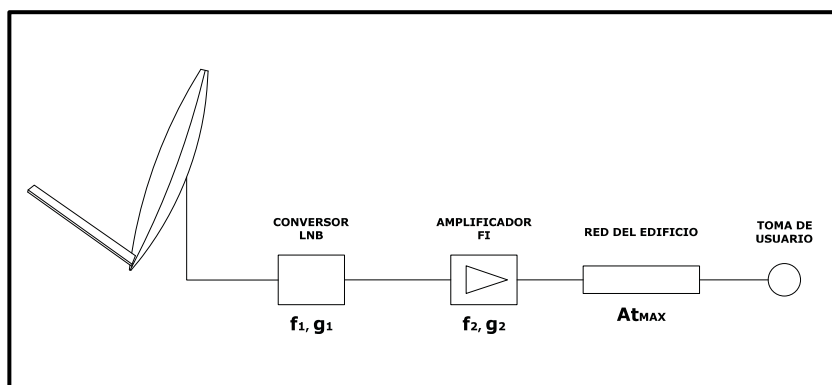 CONVERSOR
LNB
AMPLIFICADOR
FI
RED DEL EDIFICIO
TOMA DE
USUARIO
f1, g1
f2, g2
AtMAX